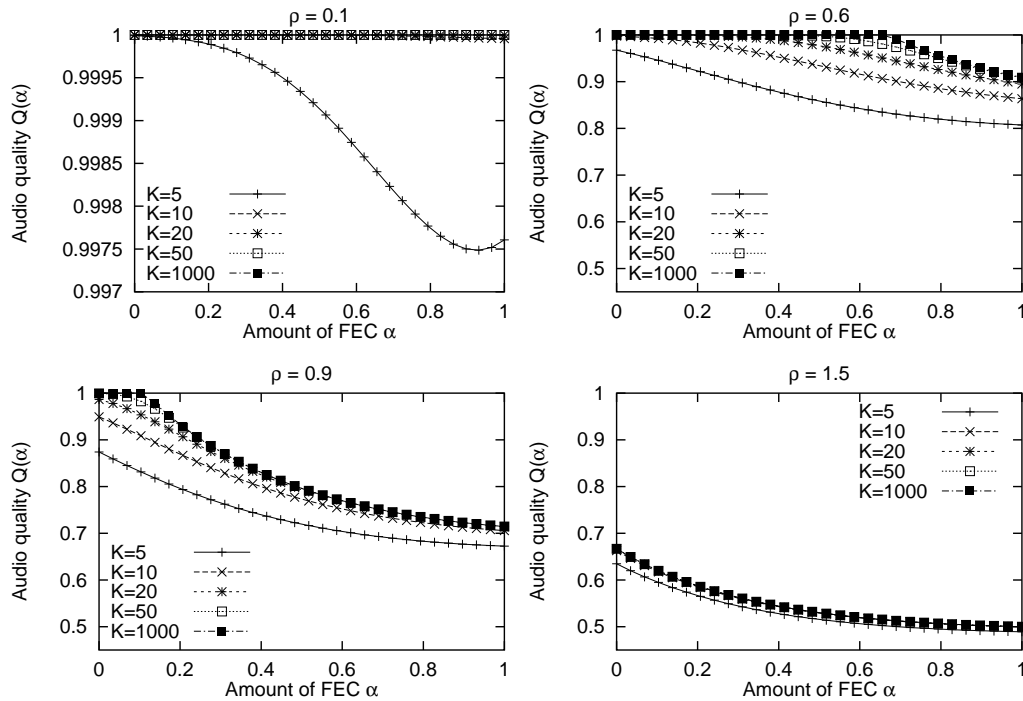 ρ = 0.1
Audio quality Q(α)
1
0.9995
0.999
0.9985
0.998
0.9975
0.997
K=5
K=10
K=20
K=50
K=1000
0 0.2 0.4 0.6 0.8 1
Amount of FEC α
ρ = 0.6
Audio quality Q(α)
1
0.9
0.8
0.7
0.6
0.5
K=5
K=10
K=20
K=50
K=1000
0 0.2 0.4 0.6 0.8 1
Amount of FEC α
ρ = 0.9
Audio quality Q(α)
1
0.9
0.8
0.7
0.6
0.5
K=5
K=10
K=20
K=50
K=1000
0 0.2 0.4 0.6 0.8 1
Amount of FEC α
ρ = 1.5
Audio quality Q(α)
1
0.9
0.8
0.7
0.6
0.5
K=5
K=10
K=20
K=50
K=1000
0 0.2 0.4 0.6 0.8 1
Amount of FEC α